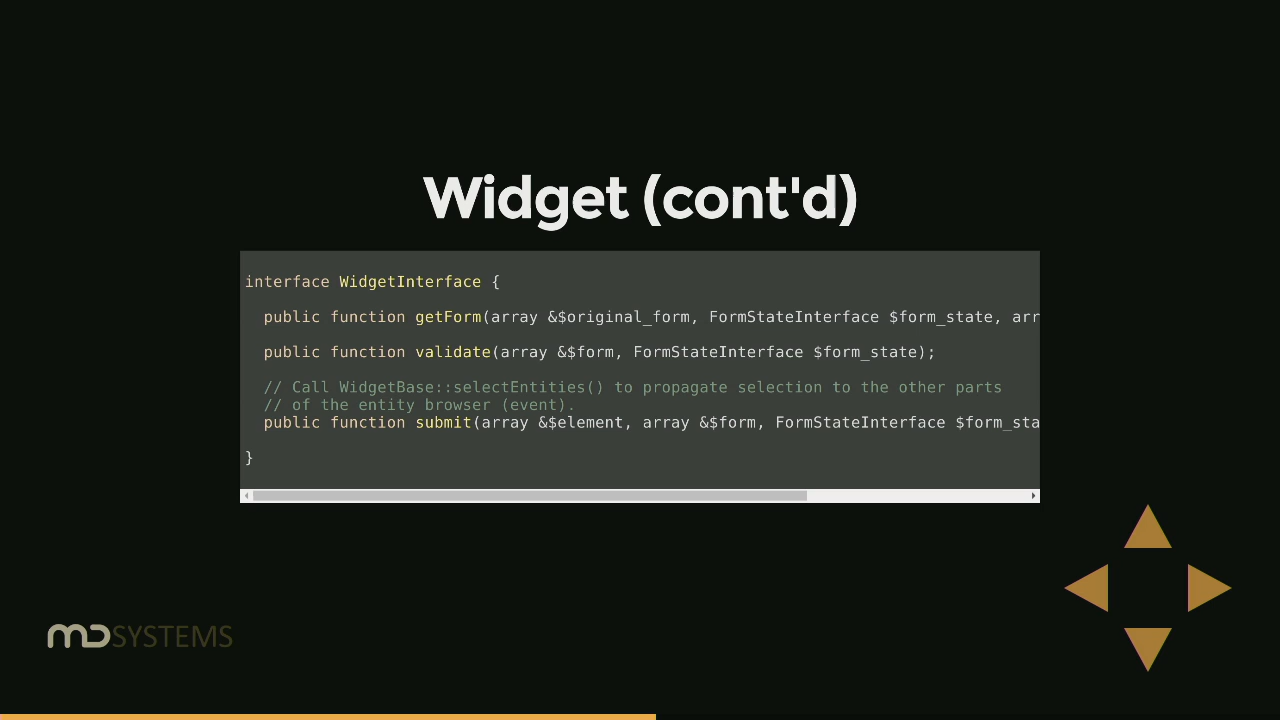 Widget (cont'd)
interface WidgetInterface {
public function getForm(array &$original_form, FormStateInterface $form_state, arr
public function validate(array &$form, FormStateInterface $form_state);
// Call WidgetBase::selectEntities() to propagate selection to the other parts
// of the entity browser (event).
public function submit(array &$element, array &$form, FormStateInterface $form_sta
}
MD SYSTEMS